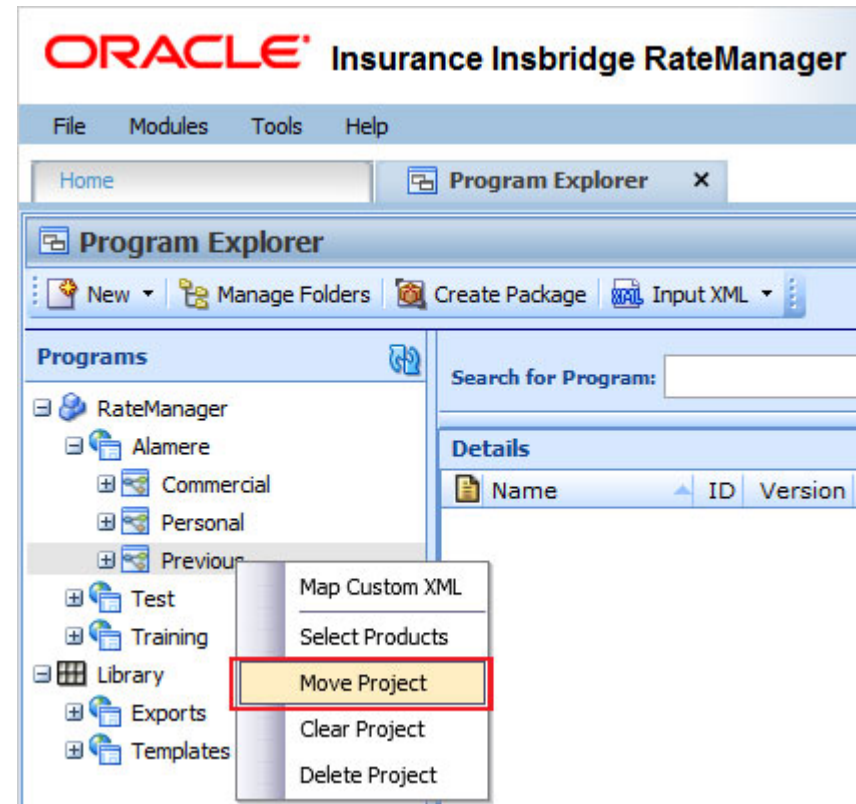 ORACLE Insurance Insbridge RateManager
File Modules Tools Help
Home Program Explorer ×
Program Explorer
New Manage Folders Create Package XML Input XML
Programs
Search for Program:
RateManager
Alamere
Details
Commercial
Name ID Version
Personal
Previous
Map Custom XML
Test
Training
Select Products
Library
Move Project
Exports
Clear Project
Templates
Delete Project